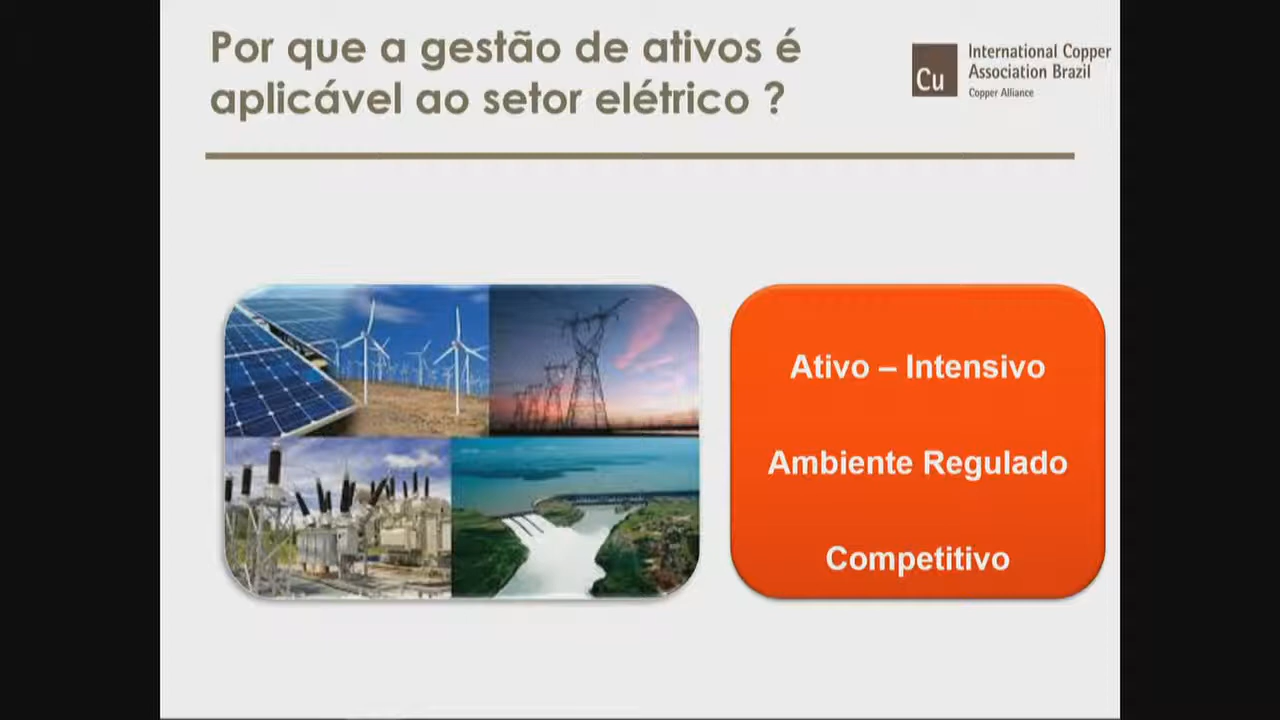 Por que a gestão de ativos é
aplicável ao setor elétrico ?
Cu
International Copper
Association Brazil
Copper Alliance
Ativo – Intensivo
Ambiente Regulado
Competitivo